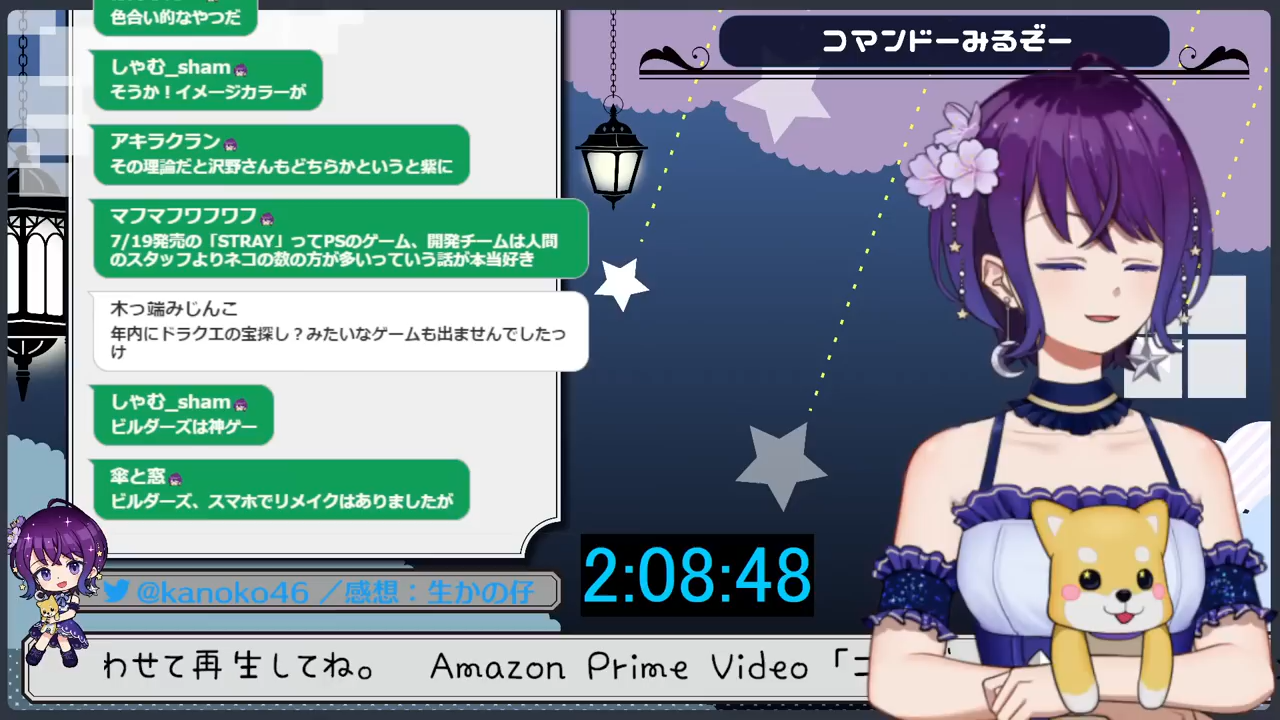 色合い的なやつだ
しゃむ_sham
そうか！イメージカラーが
アキラクラン
その理論だと沢野さんもどちらかというと紫に
マフマフワフワフ
7/19発売の「STRAY」ってPSのゲーム、開発チームは人間
のスタッフよりネコの数の方が多いっていう話が本当好き
木っ端みじんこ
年内にドラクエの宝探し？みたいなゲームも出ませんでしたっ
け
しゃむ_sham
ビルダーズは神ゲー
傘と窓
ビルダーズ、スマホでリメイクはありましたが
@kanoko46 ／感想：生かの仔
コマンドーみるぞー
2:08:48
わせて再生してね。 Amazon Prime Video「コ